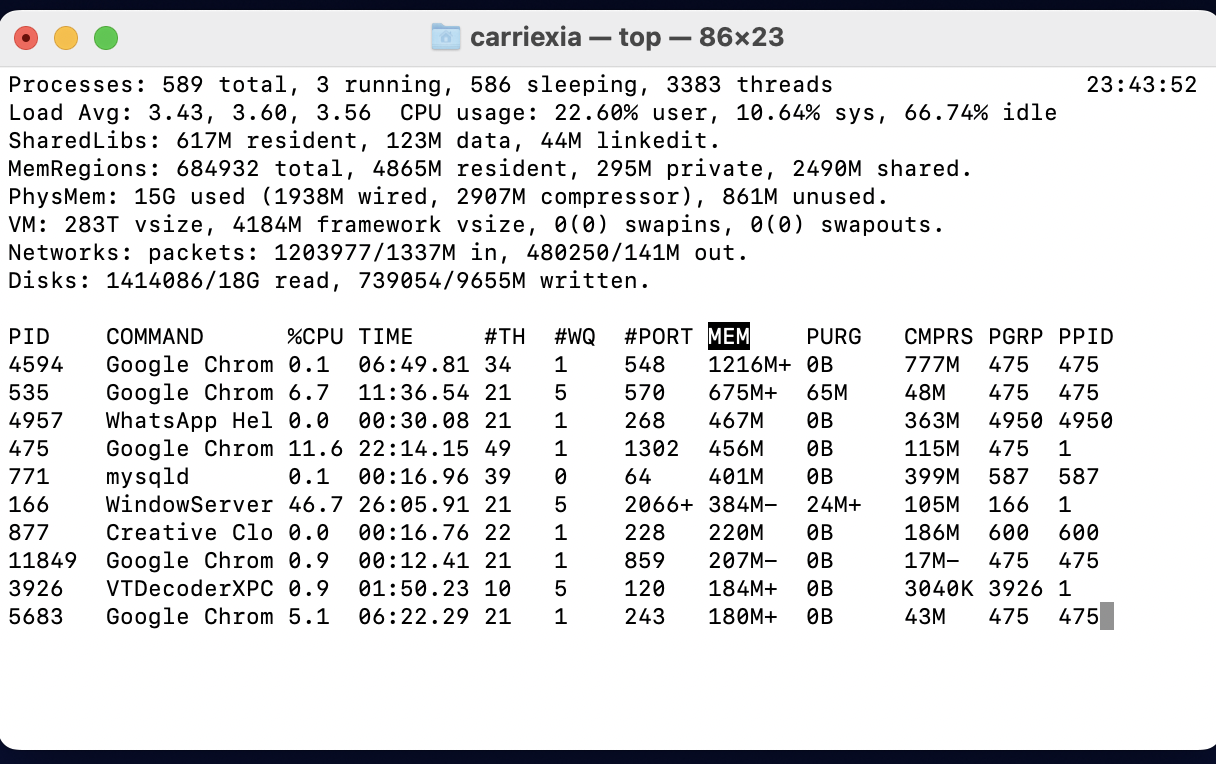 carriexia — top — 86×23
Processes: 589 total, 3 running, 586 sleeping, 3383 threads 23:43:52
Load Avg: 3.43, 3.60, 3.56  CPU usage: 22.60% user, 10.64% sys, 66.74% idle
SharedLibs: 617M resident, 123M data, 44M linkedit.
MemRegions: 684932 total, 4865M resident, 295M private, 2490M shared.
PhysMem: 15G used (1938M wired, 2907M compressor), 861M unused.
VM: 283T vsize, 4184M framework vsize, 0(0) swapins, 0(0) swapouts.
Networks: packets: 1203977/1337M in, 480250/141M out.
Disks: 1414086/18G read, 739054/9655M written.
PID    COMMAND      %CPU TIME     #TH  #WQ  #PORT MEM    PURG   CMPRS PGRP PPID
4594   Google Chrom 0.1  06:49.81 34   1    548   1216M+ 0B     777M  475  475
535    Google Chrom 6.7  11:36.54 21   5    570   675M+  65M    48M   475  475
4957   WhatsApp Hel 0.0  00:30.08 21   1    268   467M   0B     363M  4950 4950
475    Google Chrom 11.6 22:14.15 49   1    1302  456M   0B     115M  475  1
771    mysqld       0.1  00:16.96 39   0    64    401M   0B     399M  587  587
166    WindowServer 46.7 26:05.91 21   5    2066+ 384M-  24M+   105M  166  1
877    Creative Clo 0.0  00:16.76 22   1    228   220M   0B     186M  600  600
11849  Google Chrom 0.9  00:12.41 21   1    859   207M-  0B     17M-  475  475
3926   VTDecoderXPC 0.9  01:50.23 10   5    120   184M+  0B     3040K 3926 1
5683   Google Chrom 5.1  06:22.29 21   1    243   180M+  0B     43M   475  475